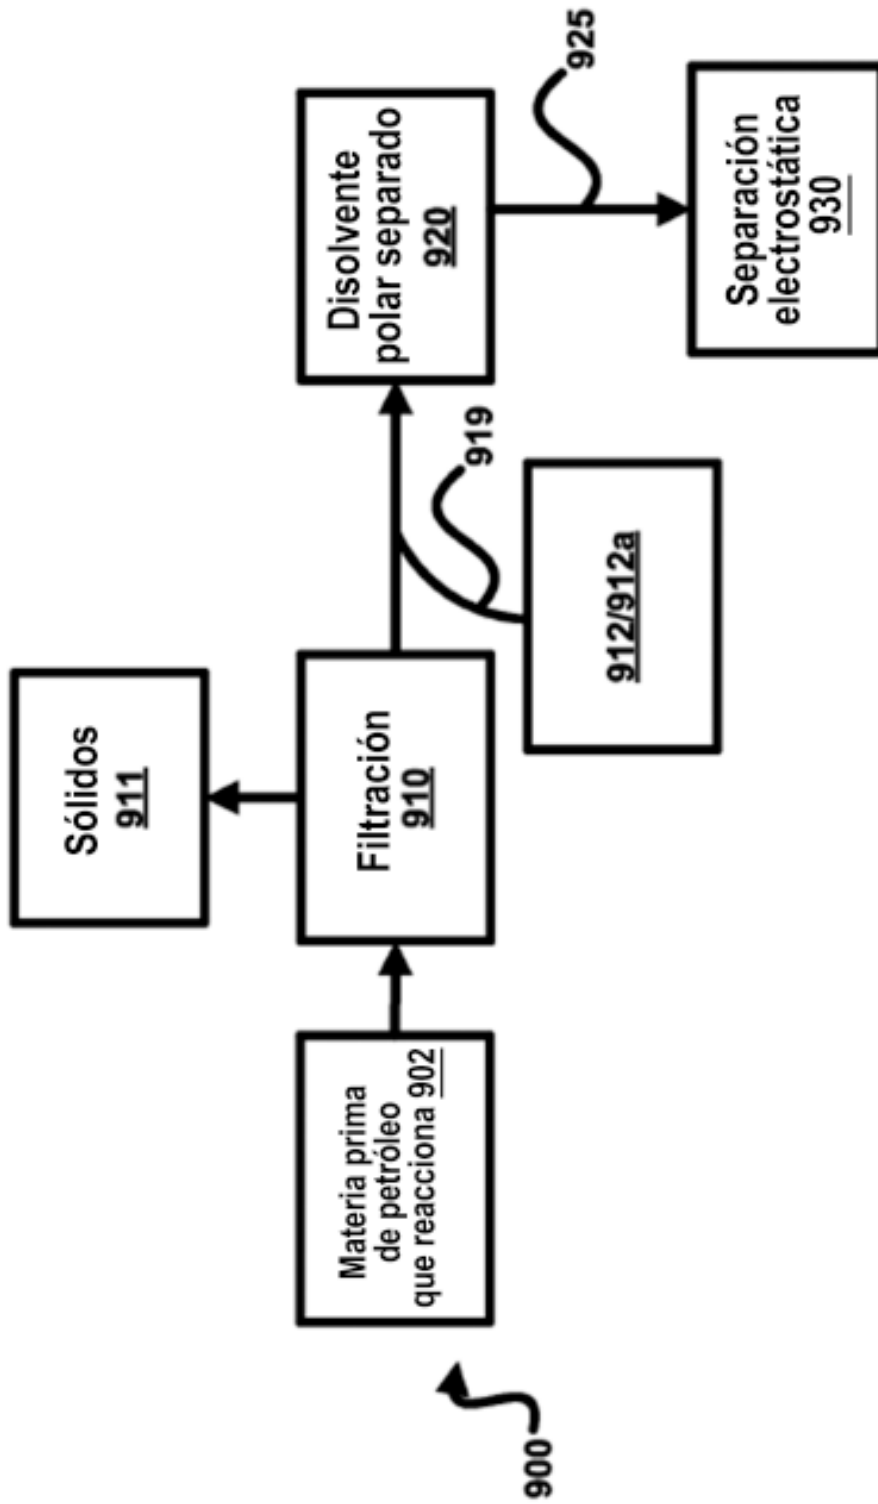 Sólidos
911
Materia prima
de petróleo
que reacciona 902
Filtración
910
Disolvente
polar separado
920
919
925
912/912a
Separación
electrostática
930
900